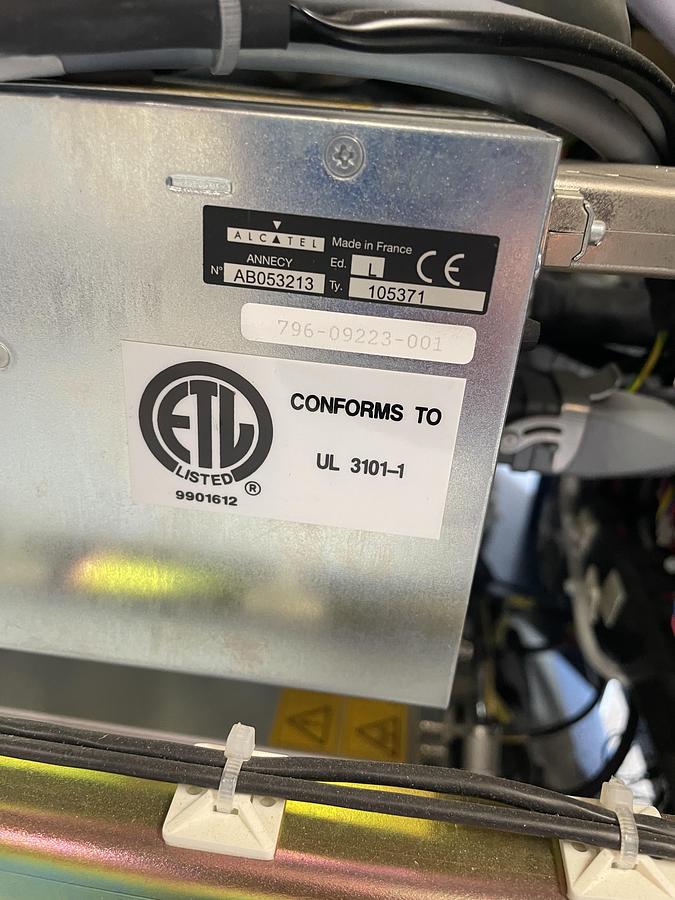 ALCATEL Made in France
ANNECY Ed. L CE
N° AB053213 Ty. 105371
796-09223-001
ETL CONFORMS TO
LISTED UL 3101-1
®
9901612